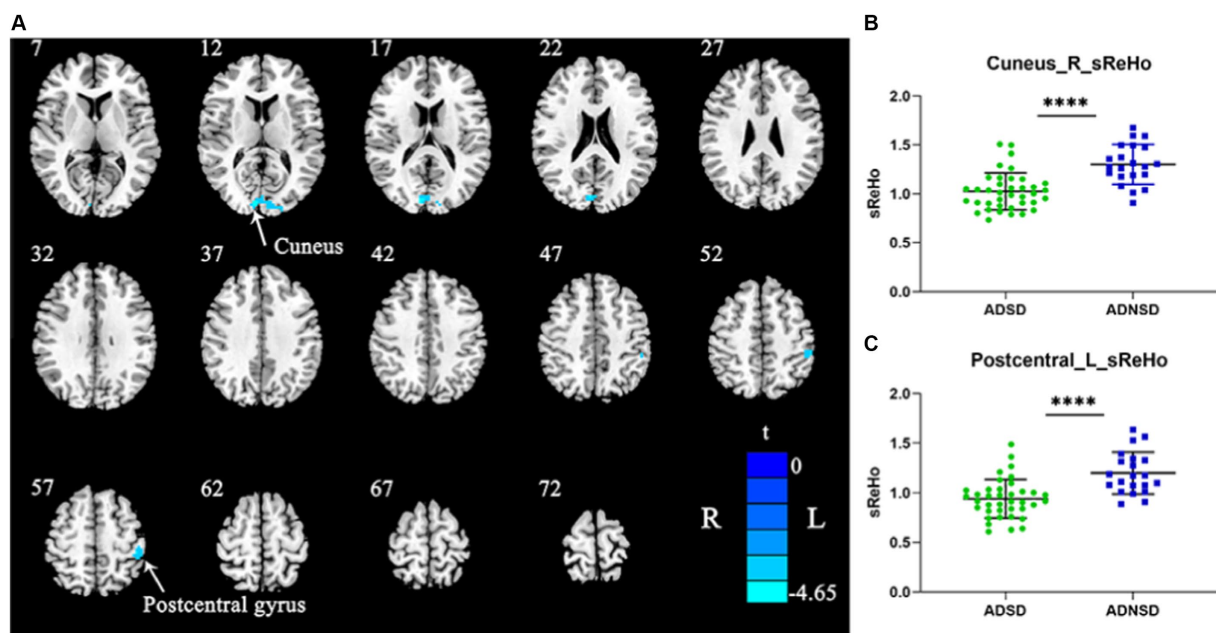 A
7 12 17 22 27
Cuneus
32 37 42 47 52
57 62 67 72
Postcentral gyrus
t
0
R L
-4.65
B
Cuneus_R_sReHo
****
2.0
1.5
1.0
0.5
0.0
sReHo
ADSD ADNSD
C
Postcentral_L_sReHo
****
2.0
1.5
1.0
0.5
0.0
sReHo
ADSD ADNSD